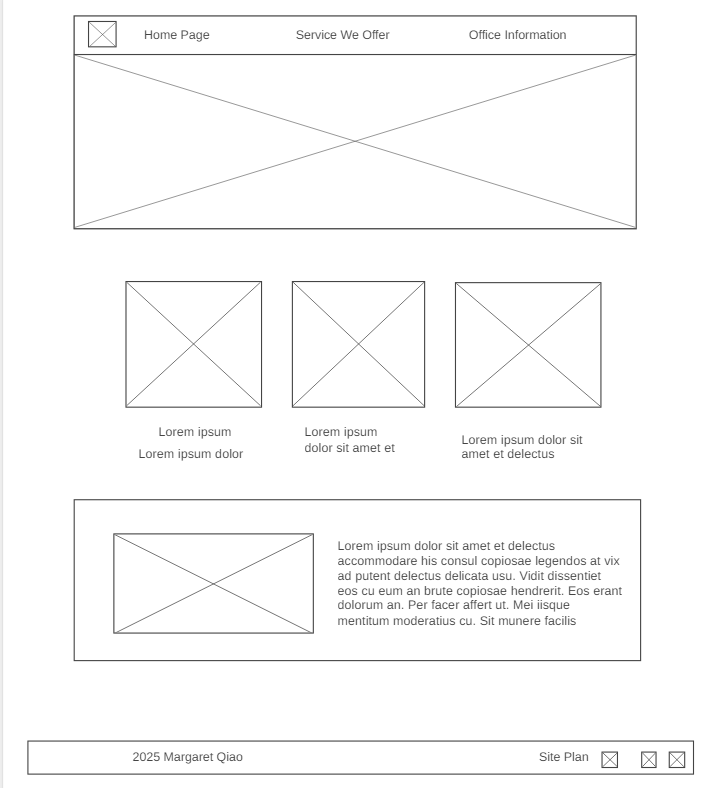 Home Page
Service We Offer
Office Information
Lorem ipsum
Lorem ipsum dolor
Lorem ipsum
dolor sit amet et
Lorem ipsum dolor sit
amet et delectus
Lorem ipsum dolor sit amet et delectus
accommodare his consul copiosae legendos at vix
ad putent delectus delicata usu. Vidit dissentiet
eos cu eum an brute copiosae hendrerit. Eos erant
dolorum an. Per facer affert ut. Mei iisque
mentitum moderatius cu. Sit munere facilis
2025 Margaret Qiao
Site Plan